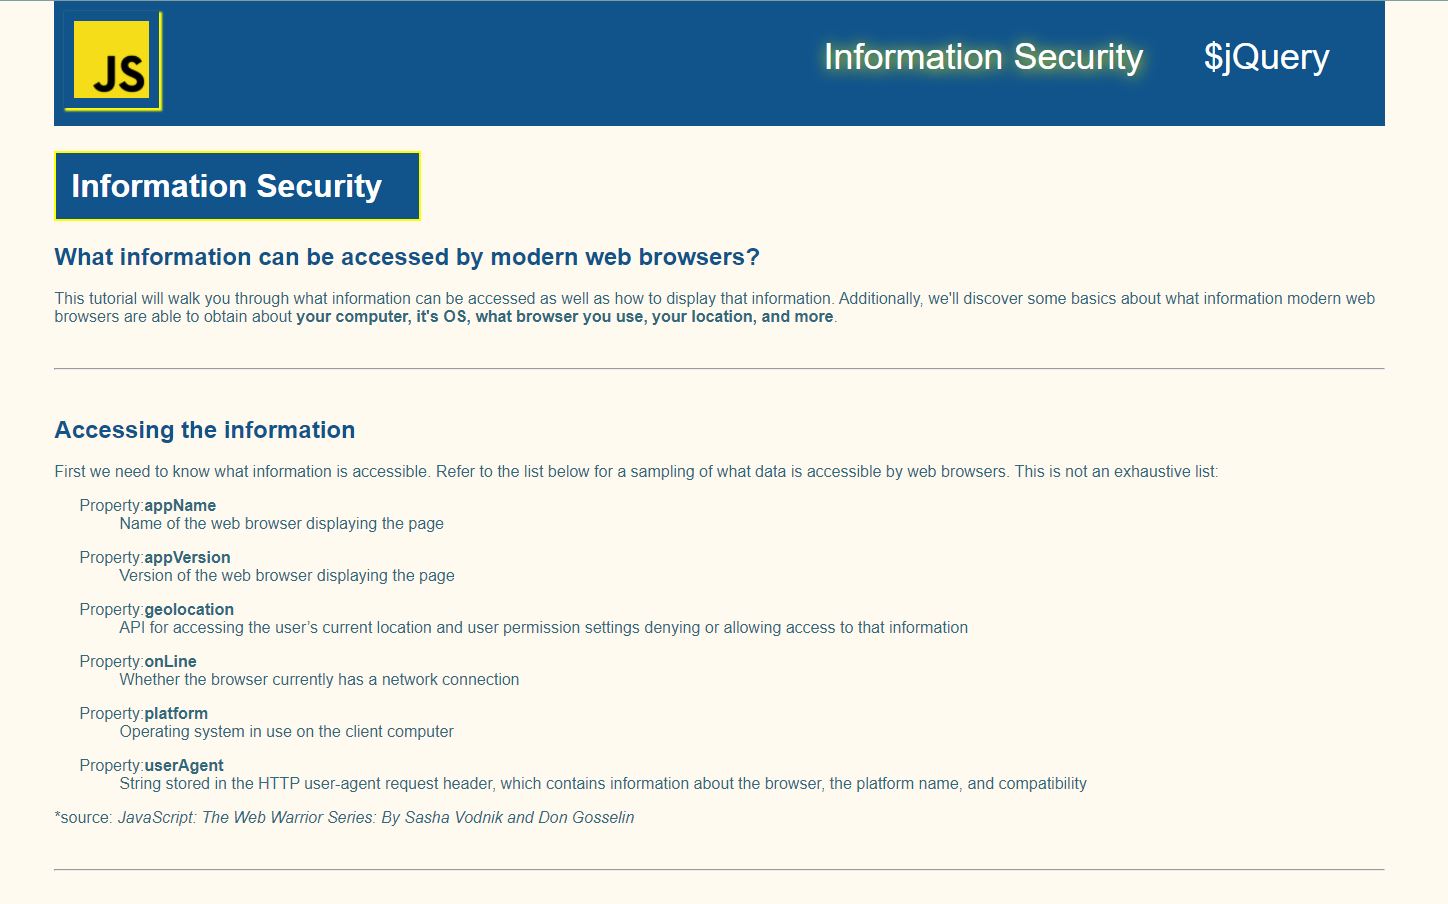 JS
Information Security
$jQuery
Information Security
What information can be accessed by modern web browsers?
This tutorial will walk you through what information can be accessed as well as how to display that information. Additionally, we'll discover some basics about what information modern web
browsers are able to obtain about your computer, it's OS, what browser you use, your location, and more.
Accessing the information
First we need to know what information is accessible. Refer to the list below for a sampling of what data is accessible by web browsers. This is not an exhaustive list:
Property:appName
Name of the web browser displaying the page
Property:appVersion
Version of the web browser displaying the page
Property:geolocation
API for accessing the user’s current location and user permission settings denying or allowing access to that information
Property:onLine
Whether the browser currently has a network connection
Property:platform
Operating system in use on the client computer
Property:userAgent
String stored in the HTTP user-agent request header, which contains information about the browser, the platform name, and compatibility
*source: JavaScript: The Web Warrior Series: By Sasha Vodnik and Don Gosselin